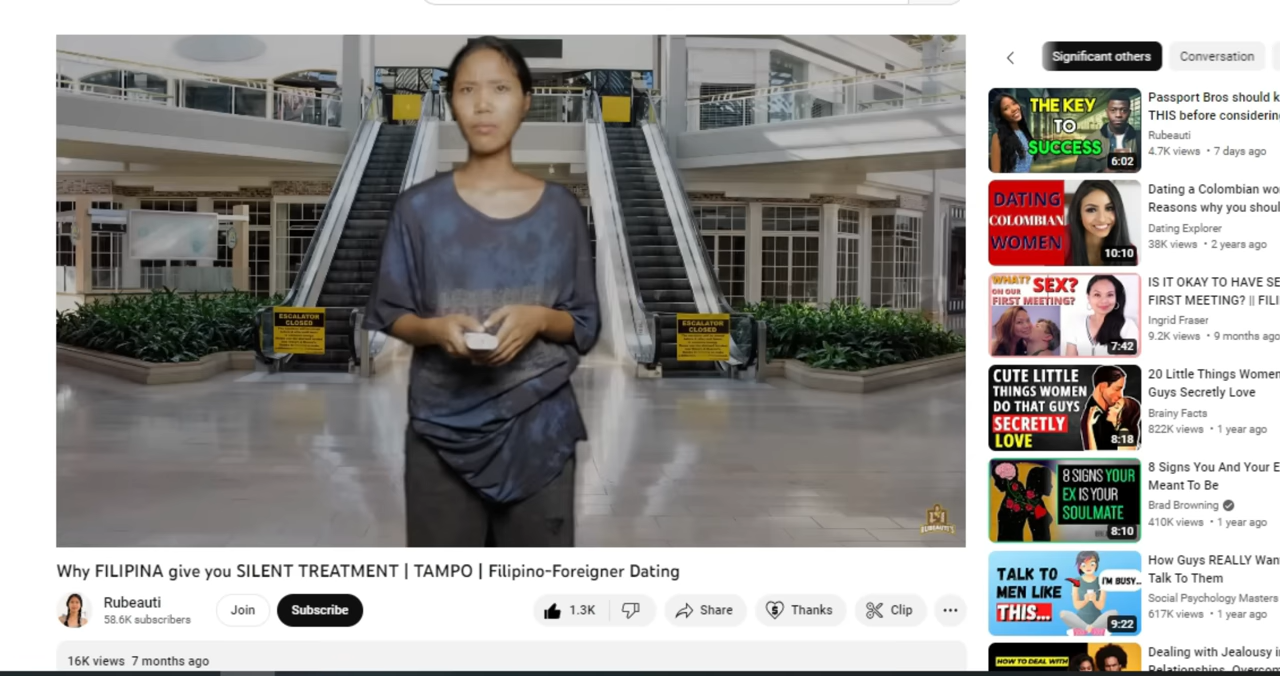 ESCALATOR
CLOSED
ESCALATOR
CLOSED
RUBEAUTI
Why FILIPINA give you SILENT TREATMENT | TAMPO | Filipino-Foreigner Dating
Rubeauti
58.6K subscribers
Join
Subscribe
1.3K
Share
Thanks
Clip
16K views 7 months ago
Significant others
Conversation
THE KEY
TO
SUCCESS
6:02
Passport Bros should k
THIS before considerin
Rubeauti
4.7K views • 7 days ago
DATING
COLOMBIAN
WOMEN
10:10
Dating a Colombian wo
Reasons why you shoul
Dating Explorer
38K views • 2 years ago
WHAT? SEX?
ON OUR
FIRST MEETING?
7:42
IS IT OKAY TO HAVE SE
FIRST MEETING? || FILI
Ingrid Fraser
9.2K views • 9 months ago
CUTE LITTLE
THINGS WOMEN
DO THAT GUYS
SECRETLY
LOVE
8:18
20 Little Things Women
Guys Secretly Love
Brainy Facts
822K views • 1 year ago
8 SIGNS YOUR
EX IS YOUR
SOULMATE
8:10
8 Signs You And Your E
Meant To Be
Brad Browning
410K views • 1 year ago
TALK TO
MEN LIKE
THIS...
I'M BUSY..
9:22
How Guys REALLY Wan
Talk To Them
Social Psychology Masters
617K views • 1 year ago
HOW TO DEAL WITH
Dealing with Jealousy i
Relationships, Overcom